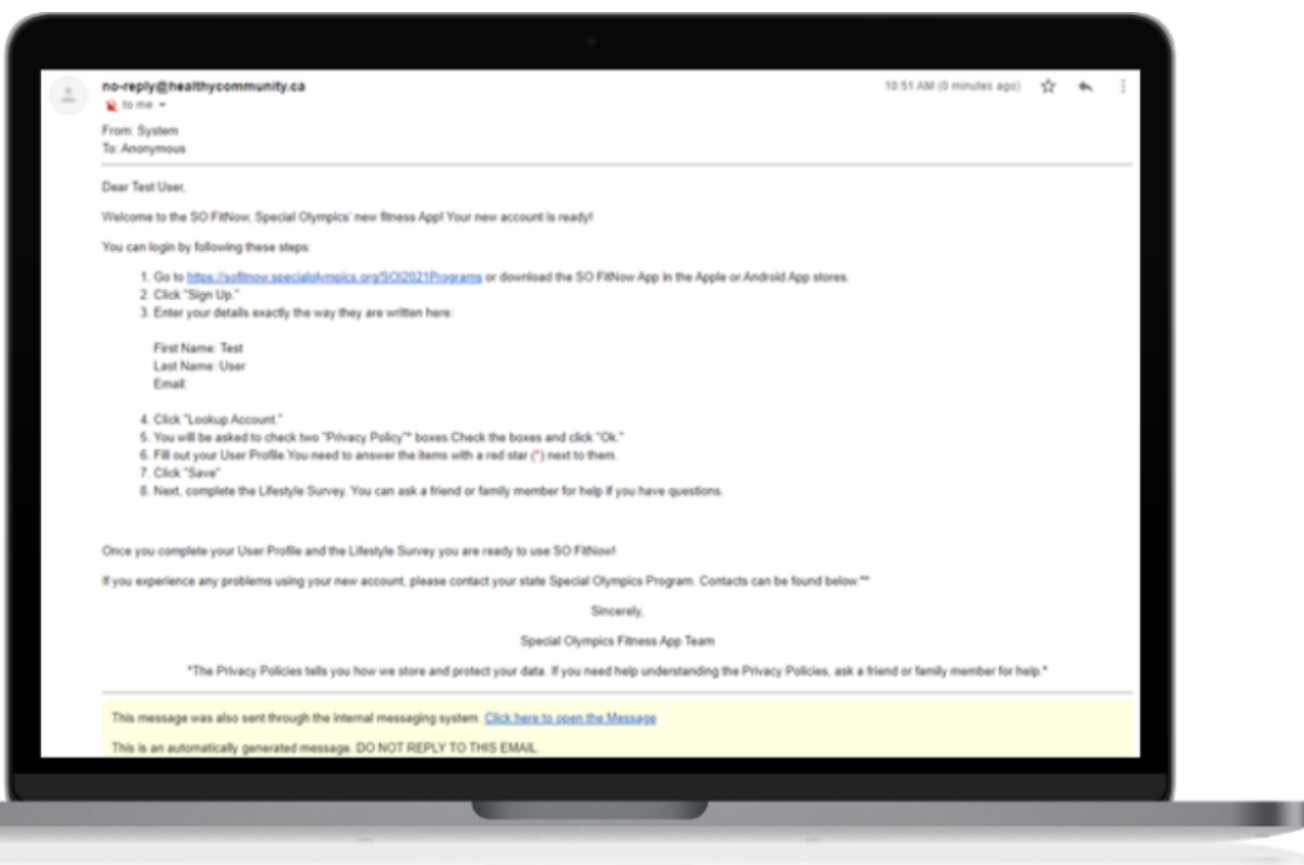 no-reply@healthycommunity.ca
10:51 AM (0 minutes ago)
to me
From: System
To: Anonymous
Dear Test User,
Welcome to the SO FitNow, Special Olympics' new fitness App! Your new account is ready!
You can login by following these steps:
1. Go to https://sofitnow.specialolympics.org/SOI2021Programs or download the SO FitNow App in the Apple or Android App stores.
2. Click "Sign Up."
3. Enter your details exactly the way they are written here:
First Name: Test
Last Name: User
Email:
4. Click "Lookup Account."
5. You will be asked to check two "Privacy Policy"* boxes.Check the boxes and click "Ok."
6. Fill out your User Profile.You need to answer the items with a red star (*) next to them.
7. Click "Save"
8. Next, complete the Lifestyle Survey. You can ask a friend or family member for help if you have questions.
Once you complete your User Profile and the Lifestyle Survey you are ready to use SO FitNow!
If you experience any problems using your new account, please contact your state Special Olympics Program. Contacts can be found below.**
Sincerely,
Special Olympics Fitness App Team
*The Privacy Policies tells you how we store and protect your data. If you need help understanding the Privacy Policies, ask a friend or family member for help.*
This message was also sent through the internal messaging system. Click here to open the Message
This is an automatically generated message. DO NOT REPLY TO THIS EMAIL.